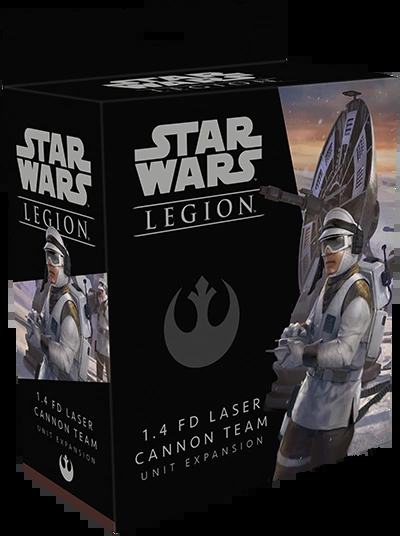 STAR
WARS
LEGION
1.4 FD LASER
CANNON TEAM
UNIT EXPANSION
STAR
WARS
LEGION
1.4 FD LASER
CANNON TEAM
UNIT EXPANSION